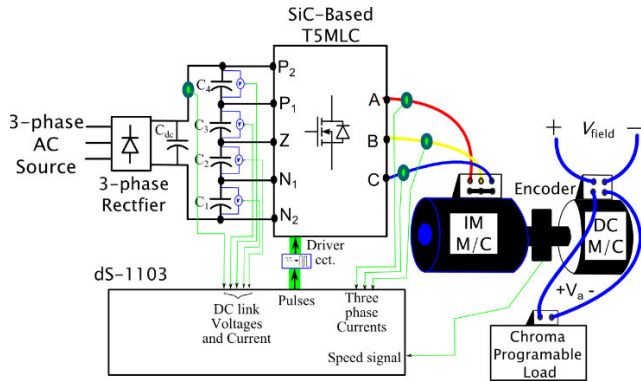 SiC-Based
T5MLC
3-phase
AC
Source
3-phase
Rectfier
Cdc
C4
C3
C2
C1
P2
P1
Z
N1
N2
A
B
C
+ Vfield –
Encoder
IM
M/C
DC
M/C
+Va -
Chroma
Programable
Load
Driver
cct.
dS-1103
DC link
Voltages
and Current
Pulses
Three
phase
Currents
Speed signal